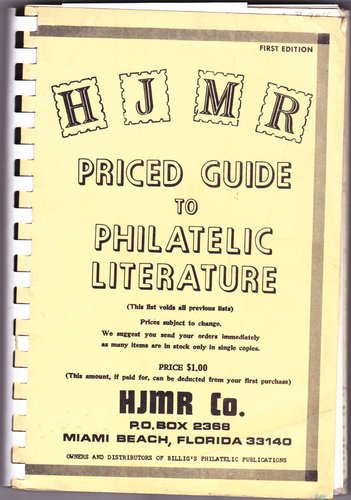 FIRST EDITION
H J M R
PRICED GUIDE
TO
PHILATELIC
LITERATURE
(This list voids all previous lists)
Prices subject to change.
We suggest you send your orders immediately
as many items are in stock only in single copies.
PRICE $1.00
(This amount, if paid for, can be deducted from your first purchase)
HJMR Co.
P.O. BOX 2368
MIAMI BEACH, FLORIDA 33140
OWNERS AND DISTRIBUTORS OF BILLIG'S PHILATELIC PUBLICATIONS